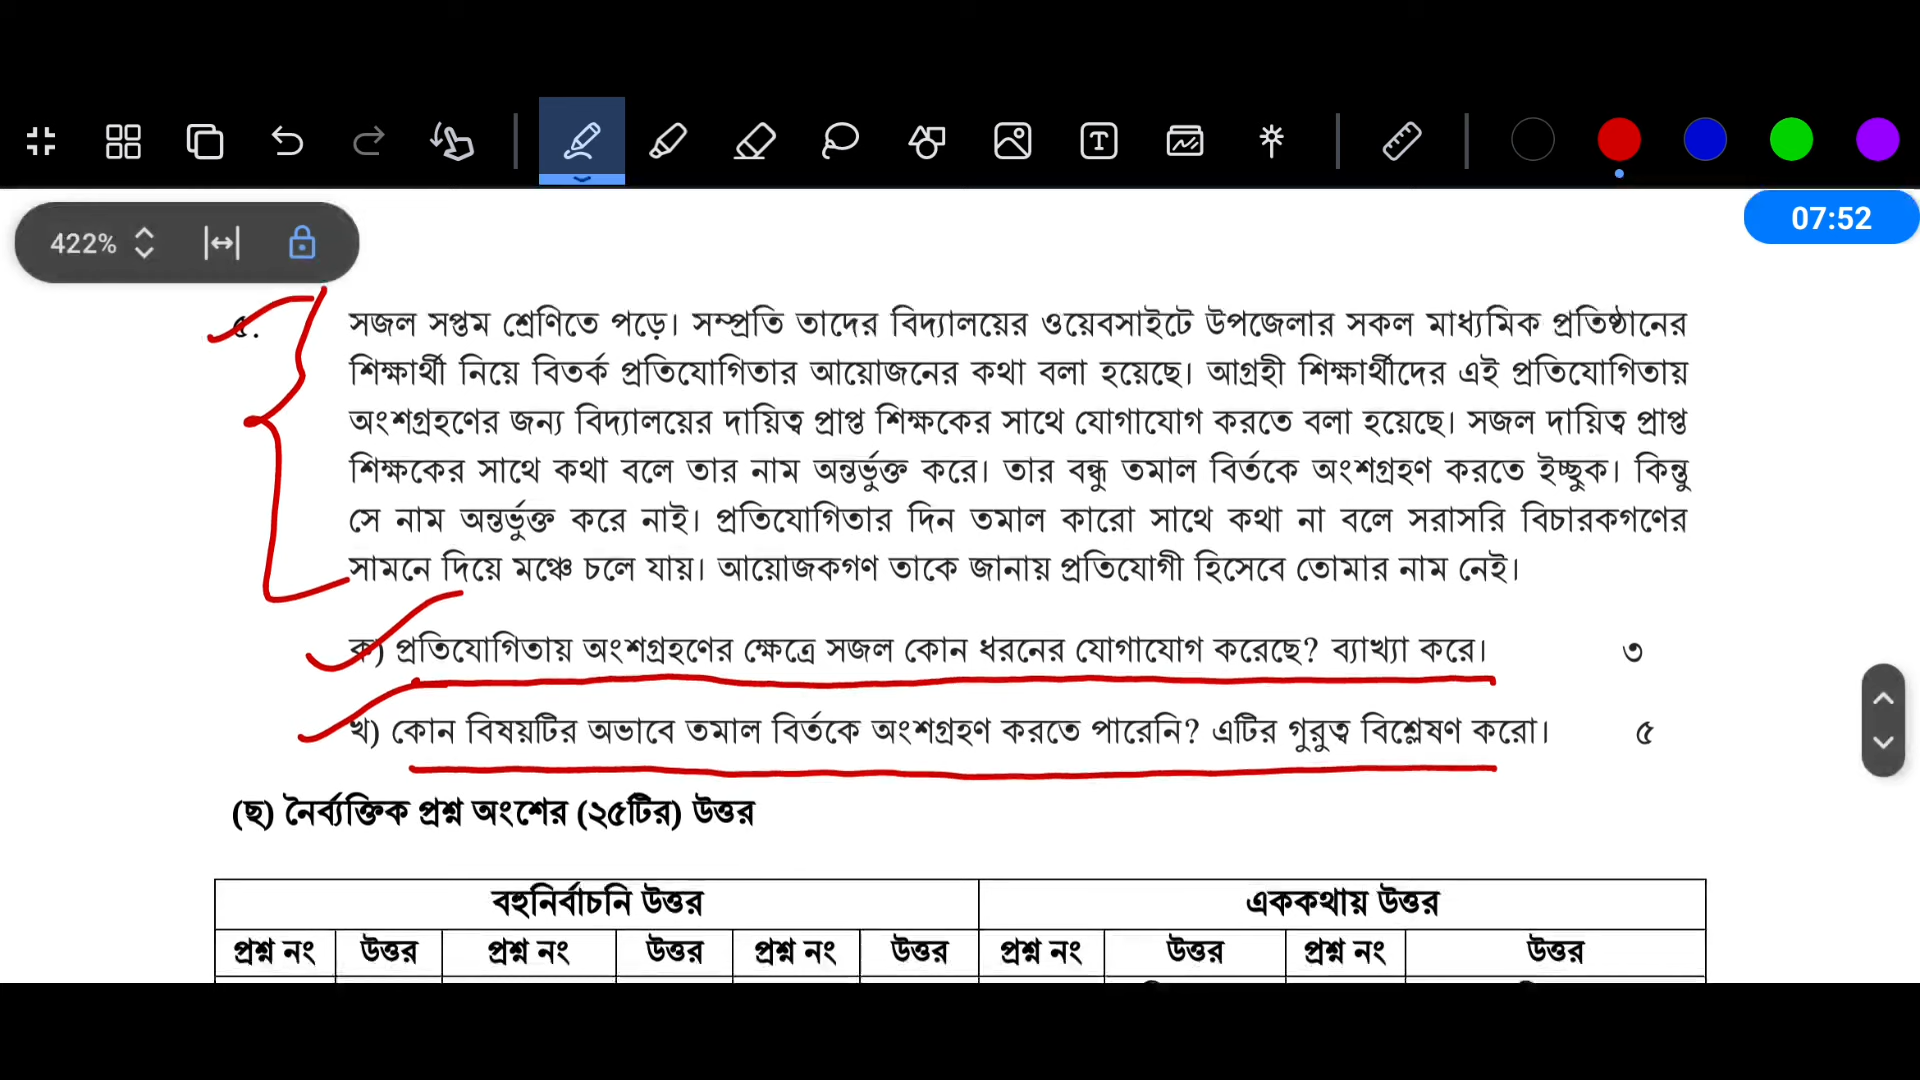 422%
07:52
৫.
সজল সপ্তম শ্রেণিতে পড়ে। সম্প্রতি তাদের বিদ্যালয়ের ওয়েবসাইটে উপজেলার সকল মাধ্যমিক প্রতিষ্ঠানের
শিক্ষার্থী নিয়ে বিতর্ক প্রতিযোগিতার আয়োজনের কথা বলা হয়েছে। আগ্রহী শিক্ষার্থীদের এই প্রতিযোগিতায়
অংশগ্রহণের জন্য বিদ্যালয়ের দায়িত্ব প্রাপ্ত শিক্ষকের সাথে যোগাযোগ করতে বলা হয়েছে। সজল দায়িত্ব প্রাপ্ত
শিক্ষকের সাথে কথা বলে তার নাম অন্তর্ভুক্ত করে। তার বন্ধু তমাল বির্তকে অংশগ্রহণ করতে ইচ্ছুক। কিন্তু
সে নাম অন্তর্ভুক্ত করে নাই। প্রতিযোগিতার দিন তমাল কারো সাথে কথা না বলে সরাসরি বিচারকগণের
সামনে দিয়ে মঞ্চে চলে যায়। আয়োজকগণ তাকে জানায় প্রতিযোগী হিসেবে তোমার নাম নেই।
ক) প্রতিযোগিতায় অংশগ্রহণের ক্ষেত্রে সজল কোন ধরনের যোগাযোগ করেছে? ব্যাখ্যা করে। ৩
খ) কোন বিষয়টির অভাবে তমাল বির্তকে অংশগ্রহণ করতে পারেনি? এটির গুরুত্ব বিশ্লেষণ করো। ৫
(ছ) নৈর্ব্যক্তিক প্রশ্ন অংশের (২৫টির) উত্তর
বহুনির্বাচনি উত্তর এককথায় উত্তর
প্রশ্ন নং উত্তর প্রশ্ন নং উত্তর প্রশ্ন নং উত্তর প্রশ্ন নং উত্তর প্রশ্ন নং উত্তর